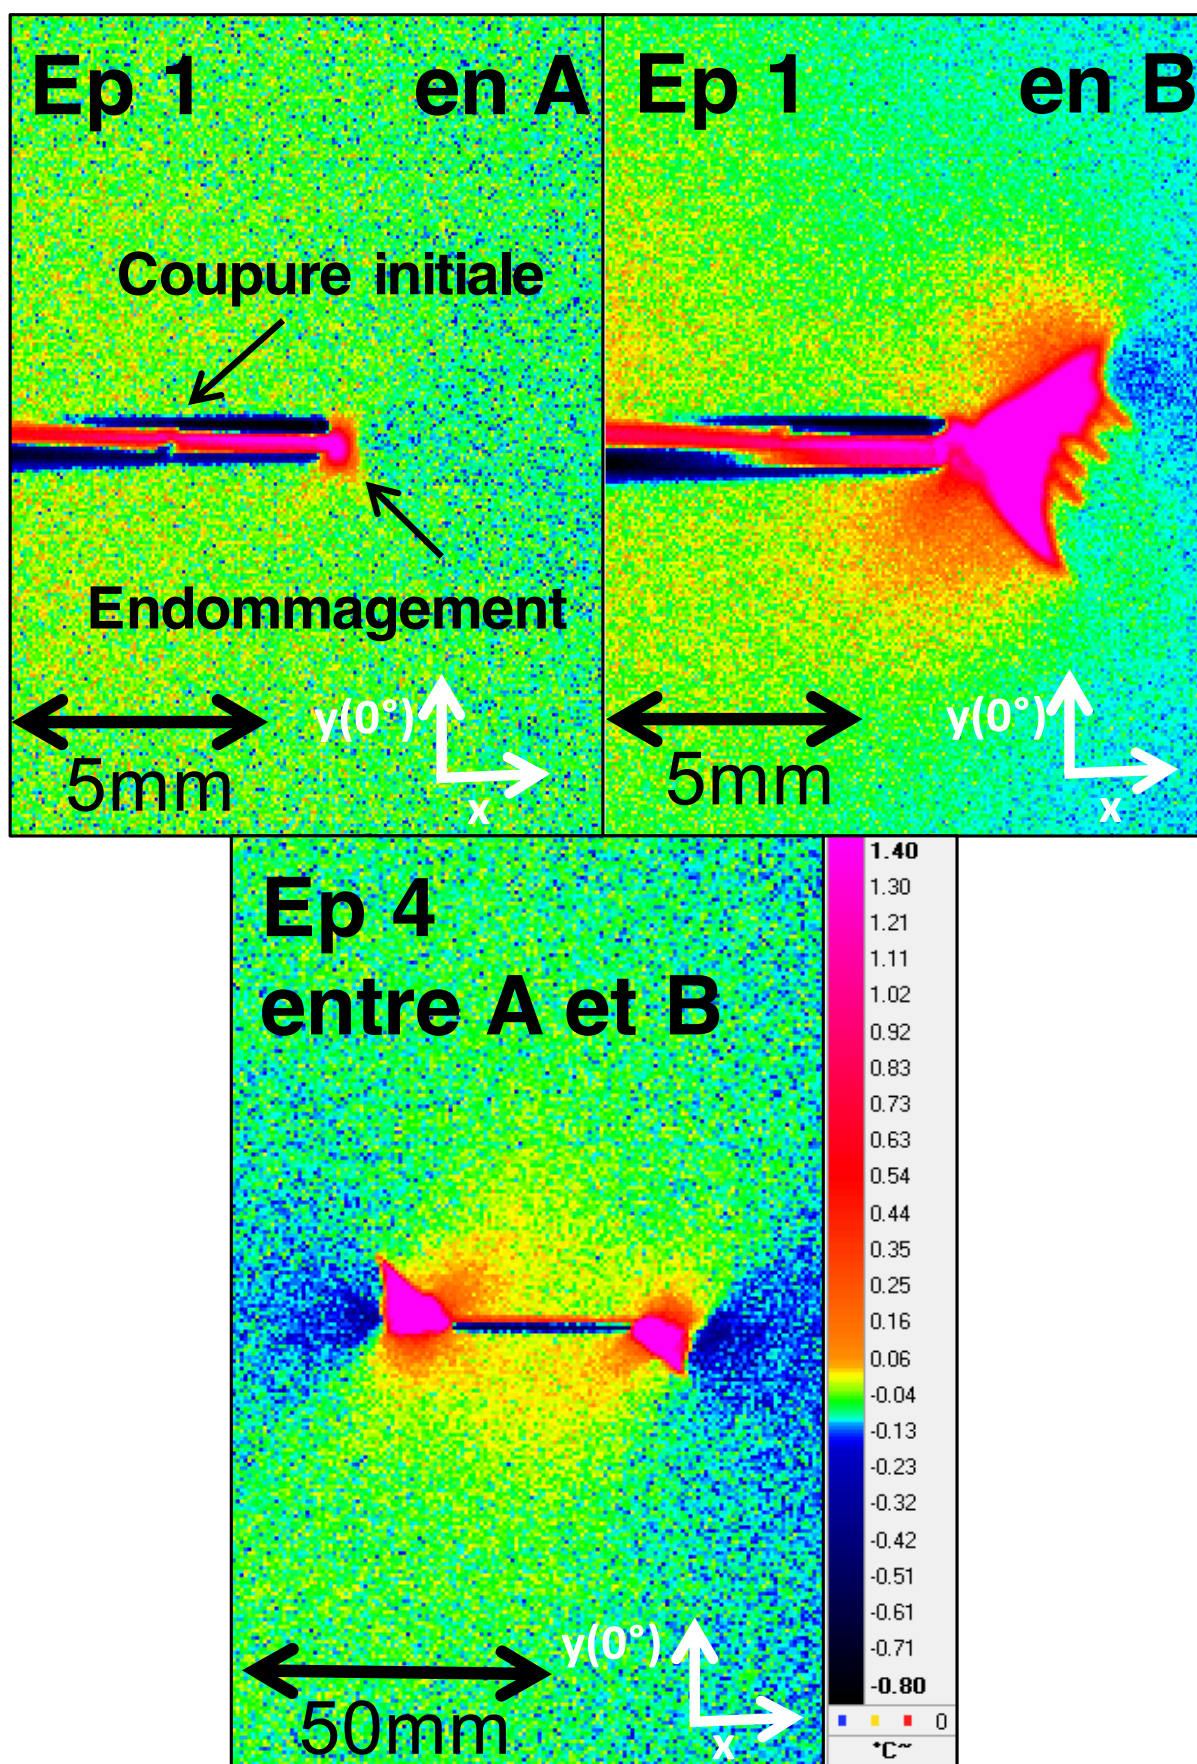 Ep 1 en A
Coupure initiale
Endommagement
y(0°)
x
5mm
Ep 1 en B
y(0°)
x
5mm
Ep 4
entre A et B
y(0°)
x
50mm
1.40
1.30
1.21
1.11
1.02
0.92
0.83
0.73
0.63
0.54
0.44
0.35
0.25
0.16
0.06
-0.04
-0.13
-0.23
-0.32
-0.42
-0.51
-0.61
-0.71
-0.80
0
°C~